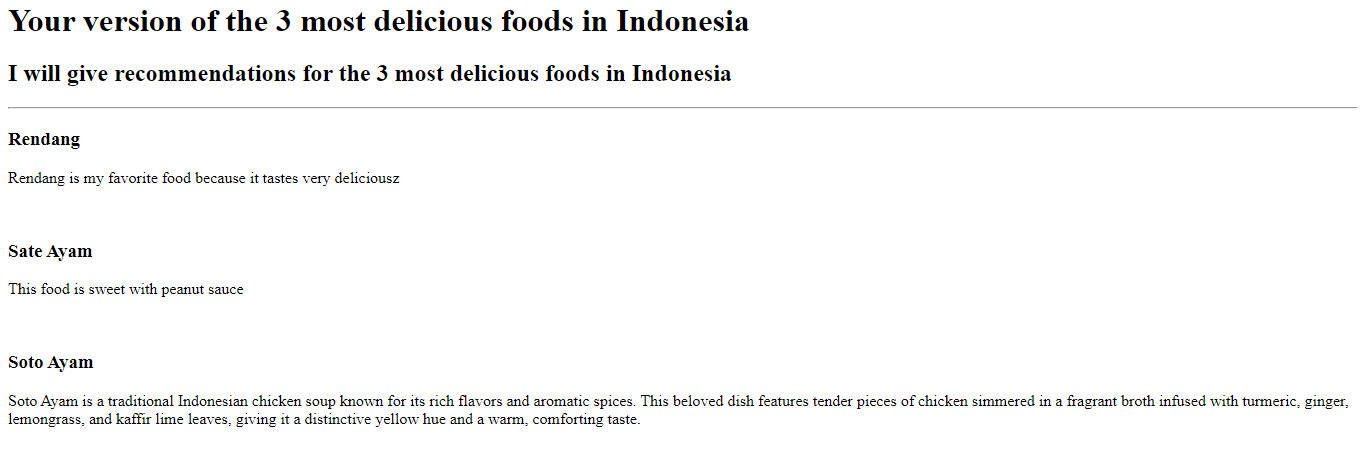 Your version of the 3 most delicious foods in Indonesia
I will give recommendations for the 3 most delicious foods in Indonesia
Rendang
Rendang is my favorite food because it tastes very deliciousz
Sate Ayam
This food is sweet with peanut sauce
Soto Ayam
Soto Ayam is a traditional Indonesian chicken soup known for its rich flavors and aromatic spices. This beloved dish features tender pieces of chicken simmered in a fragrant broth infused with turmeric, ginger,
lemongrass, and kaffir lime leaves, giving it a distinctive yellow hue and a warm, comforting taste.